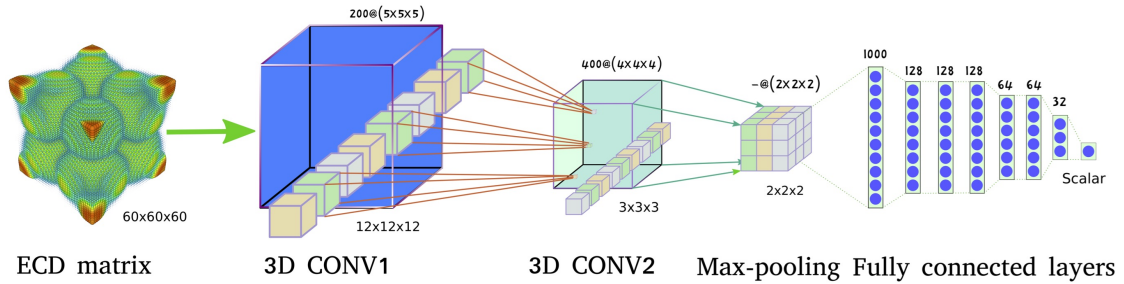 200@(5X5X5)
400@(4X4X4)
-@(2X2X2)
1000
128
128
128
64
64
32
Scalar
60x60x60
12x12x12
3x3x3
2x2x2
ECD matrix
3D CONV1
3D CONV2
Max-pooling
Fully connected layers